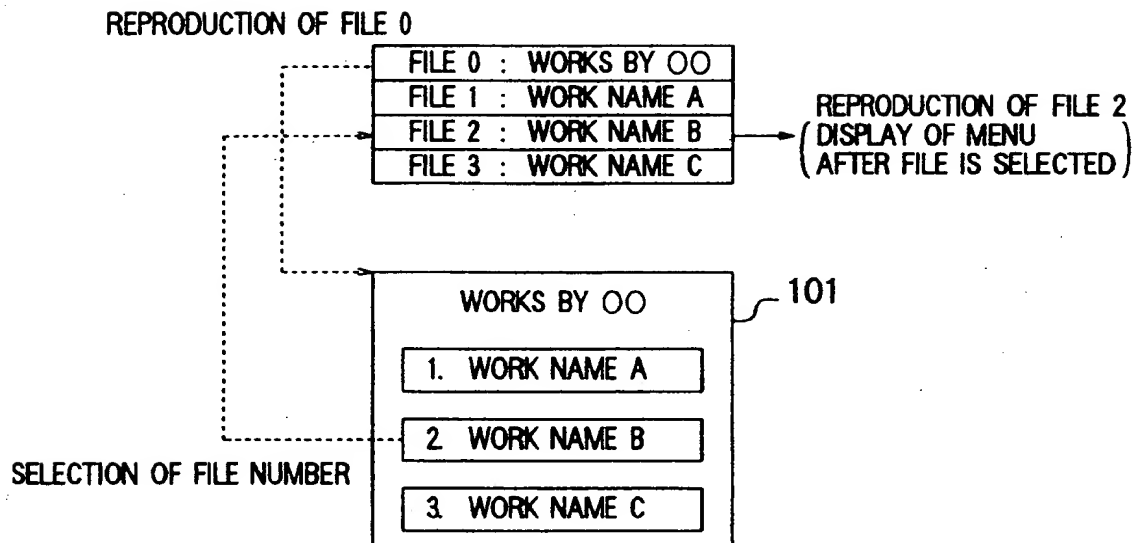 REPRODUCTION OF FILE 0
FILE 0 : WORKS BY ○○
FILE 1 : WORK NAME A
FILE 2 : WORK NAME B
FILE 3 : WORK NAME C
REPRODUCTION OF FILE 2
(DISPLAY OF MENU
AFTER FILE IS SELECTED)
WORKS BY ○○
101
1. WORK NAME A
2 WORK NAME B
3. WORK NAME C
SELECTION OF FILE NUMBER